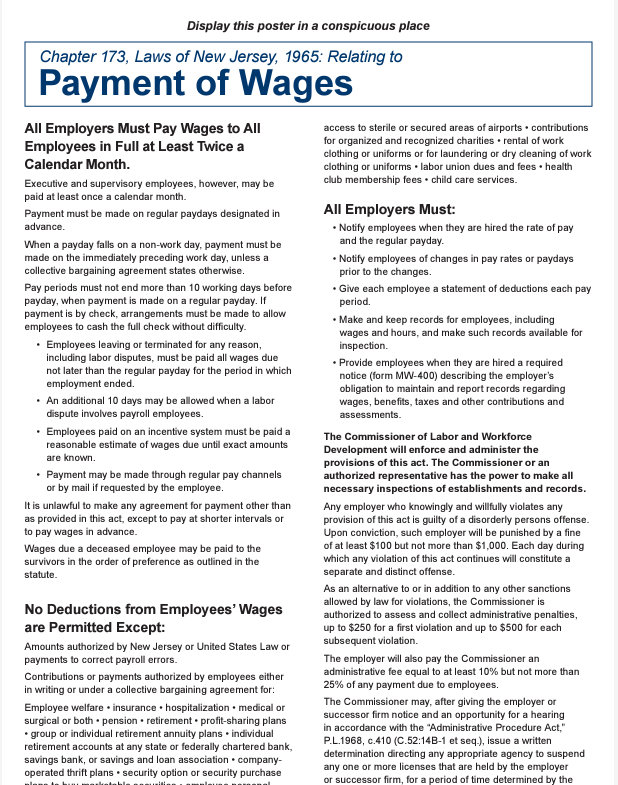 Display this poster in a conspicuous place
Chapter 173, Laws of New Jersey, 1965: Relating to
Payment of Wages
All Employers Must Pay Wages to All
Employees in Full at Least Twice a
Calendar Month.
Executive and supervisory employees, however, may be
paid at least once a calendar month.
Payment must be made on regular paydays designated in
advance.
When a payday falls on a non-work day, payment must be
made on the immediately preceding work day, unless a
collective bargaining agreement states otherwise.
Pay periods must not end more than 10 working days before
payday, when payment is made on a regular payday. If
payment is by check, arrangements must be made to allow
employees to cash the full check without difficulty.
• Employees leaving or terminated for any reason,
including labor disputes, must be paid all wages due
not later than the regular payday for the period in which
employment ended.
• An additional 10 days may be allowed when a labor
dispute involves payroll employees.
• Employees paid on an incentive system must be paid a
reasonable estimate of wages due until exact amounts
are known.
• Payment may be made through regular pay channels
or by mail if requested by the employee.
It is unlawful to make any agreement for payment other than
as provided in this act, except to pay at shorter intervals or
to pay wages in advance.
Wages due a deceased employee may be paid to the
survivors in the order of preference as outlined in the
statute.
No Deductions from Employees' Wages
are Permitted Except:
Amounts authorized by New Jersey or United States Law or
payments to correct payroll errors.
Contributions or payments authorized by employees either
in writing or under a collective bargaining agreement for:
Employee welfare • insurance • hospitalization • medical or
surgical or both • pension • retirement • profit-sharing plans
• group or individual retirement annuity plans • individual
retirement accounts at any state or federally chartered bank,
savings bank, or savings and loan association • company-
operated thrift plans • security option or security purchase
access to sterile or secured areas of airports • contributions
for organized and recognized charities • rental of work
clothing or uniforms or for laundering or dry cleaning of work
clothing or uniforms • labor union dues and fees • health
club membership fees • child care services.
All Employers Must:
• Notify employees when they are hired the rate of pay
and the regular payday.
• Notify employees of changes in pay rates or paydays
prior to the changes.
• Give each employee a statement of deductions each pay
period.
• Make and keep records for employees, including
wages and hours, and make such records available for
inspection.
• Provide employees when they are hired a required
notice (form MW-400) describing the employer's
obligation to maintain and report records regarding
wages, benefits, taxes and other contributions and
assessments.
The Commissioner of Labor and Workforce
Development will enforce and administer the
provisions of this act. The Commissioner or an
authorized representative has the power to make all
necessary inspections of establishments and records.
Any employer who knowingly and willfully violates any
provision of this act is guilty of a disorderly persons offense.
Upon conviction, such employer will be punished by a fine
of at least $100 but not more than $1,000. Each day during
which any violation of this act continues will constitute a
separate and distinct offense.
As an alternative to or in addition to any other sanctions
allowed by law for violations, the Commissioner is
authorized to assess and collect administrative penalties,
up to $250 for a first violation and up to $500 for each
subsequent violation.
The employer will also pay the Commissioner an
administrative fee equal to at least 10% but not more than
25% of any payment due to employees.
The Commissioner may, after giving the employer or
successor firm notice and an opportunity for a hearing
in accordance with the "Administrative Procedure Act,"
P.L.1968, c.410 (C.52:14B-1 et seq.), issue a written
determination directing any appropriate agency to suspend
any one or more licenses that are held by the employer
or successor firm, for a period of time determined by the